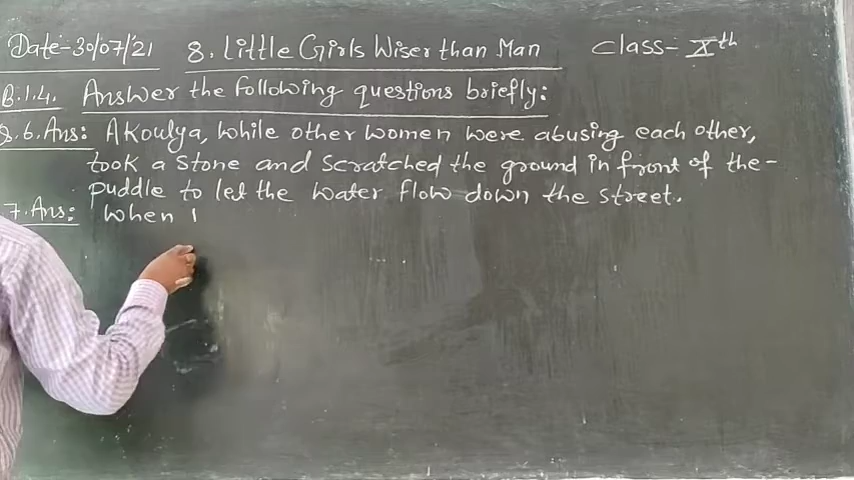 Date-30/07/21 8. Little Girls Wiser than Man Class- Xth
B.1.4. Answer the following questions briefly:
Q.6. Ans: Akoulya, while other women were abusing each other,
took a stone and scratched the ground in front of the-
puddle to let the water flow down the street.
7. Ans: When